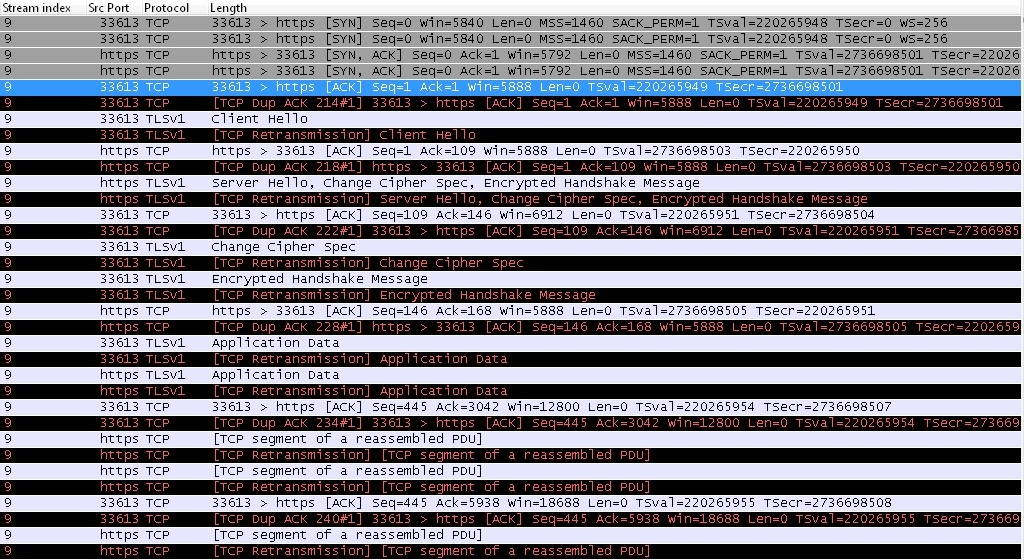 Stream index Src Port Protocol Length
9 33613 TCP 33613 > https [SYN] Seq=0 Win=5840 Len=0 MSS=1460 SACK_PERM=1 TSval=220265948 TSecr=0 WS=256
9 33613 TCP 33613 > https [SYN] Seq=0 Win=5840 Len=0 MSS=1460 SACK_PERM=1 TSval=220265948 TSecr=0 WS=256
9 https TCP https > 33613 [SYN, ACK] Seq=0 Ack=1 Win=5792 Len=0 MSS=1460 SACK_PERM=1 TSval=2736698501 TSecr=22026
9 https TCP https > 33613 [SYN, ACK] Seq=0 Ack=1 Win=5792 Len=0 MSS=1460 SACK_PERM=1 TSval=2736698501 TSecr=22026
9 33613 TCP 33613 > https [ACK] Seq=1 Ack=1 Win=5888 Len=0 TSval=220265949 TSecr=2736698501
9 33613 TCP [TCP Dup ACK 214#1] 33613 > https [ACK] Seq=1 Ack=1 Win=5888 Len=0 TSval=220265949 TSecr=2736698501
9 33613 TLSv1 Client Hello
9 33613 TLSv1 [TCP Retransmission] Client Hello
9 https TCP https > 33613 [ACK] Seq=1 Ack=109 Win=5888 Len=0 TSval=2736698503 TSecr=220265950
9 https TCP [TCP Dup ACK 218#1] https > 33613 [ACK] Seq=1 Ack=109 Win=5888 Len=0 TSval=2736698503 TSecr=220265950
9 https TLSv1 Server Hello, Change Cipher Spec, Encrypted Handshake Message
9 https TLSv1 [TCP Retransmission] Server Hello, Change Cipher Spec, Encrypted Handshake Message
9 33613 TCP 33613 > https [ACK] Seq=109 Ack=146 Win=6912 Len=0 TSval=220265951 TSecr=2736698504
9 33613 TCP [TCP Dup ACK 222#1] 33613 > https [ACK] Seq=109 Ack=146 Win=6912 Len=0 TSval=220265951 TSecr=27366985
9 33613 TLSv1 Change Cipher Spec
9 33613 TLSv1 [TCP Retransmission] Change Cipher Spec
9 33613 TLSv1 Encrypted Handshake Message
9 33613 TLSv1 [TCP Retransmission] Encrypted Handshake Message
9 https TCP https > 33613 [ACK] Seq=146 Ack=168 Win=5888 Len=0 TSval=2736698505 TSecr=220265951
9 https TCP [TCP Dup ACK 228#1] https > 33613 [ACK] Seq=146 Ack=168 Win=5888 Len=0 TSval=2736698505 TSecr=2202659
9 33613 TLSv1 Application Data
9 33613 TLSv1 [TCP Retransmission] Application Data
9 https TLSv1 Application Data
9 https TLSv1 [TCP Retransmission] Application Data
9 33613 TCP 33613 > https [ACK] Seq=445 Ack=3042 Win=12800 Len=0 TSval=220265954 TSecr=2736698507
9 33613 TCP [TCP Dup ACK 234#1] 33613 > https [ACK] Seq=445 Ack=3042 Win=12800 Len=0 TSval=220265954 TSecr=273669
9 https TCP [TCP segment of a reassembled PDU]
9 https TCP [TCP Retransmission] [TCP segment of a reassembled PDU]
9 https TCP [TCP segment of a reassembled PDU]
9 https TCP [TCP Retransmission] [TCP segment of a reassembled PDU]
9 33613 TCP 33613 > https [ACK] Seq=445 Ack=5938 Win=18688 Len=0 TSval=220265955 TSecr=2736698508
9 33613 TCP [TCP Dup ACK 240#1] 33613 > https [ACK] Seq=445 Ack=5938 Win=18688 Len=0 TSval=220265955 TSecr=273669
9 https TCP [TCP segment of a reassembled PDU]
9 https TCP [TCP Retransmission] [TCP segment of a reassembled PDU]